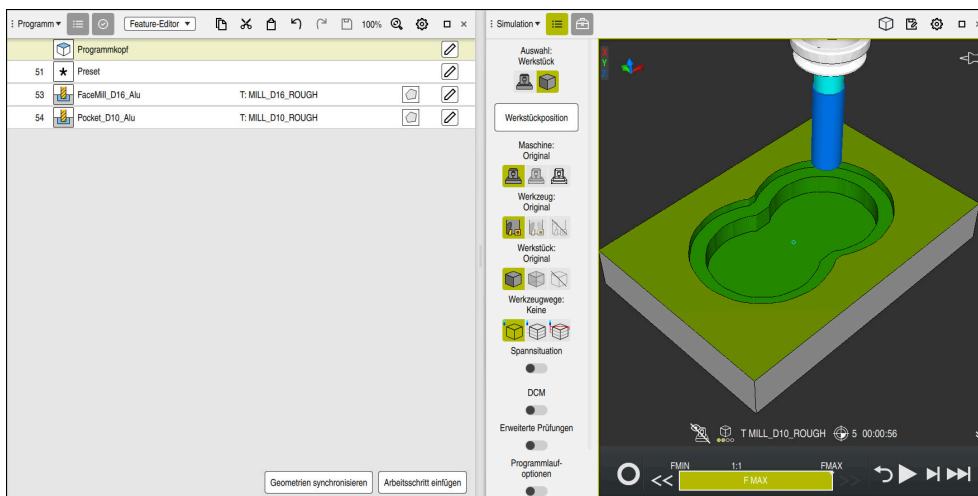 Programm
Feature-Editor
100%
Programmkopf
51 Preset
53 FaceMill_D16_Alu T: MILL_D16_ROUGH
54 Pocket_D10_Alu T: MILL_D10_ROUGH
Geometrien synchronisieren
Arbeitsschritt einfügen
Simulation
Auswahl:
Werkstück
Werkstückposition
Maschine:
Original
Werkzeug:
Original
Werkstück:
Original
Werkzeugwege:
Keine
Spannsituation
DCM
Erweiterte Prüfungen
Programmlauf-
optionen
X
Y
Z
T MILL_D10_ROUGH 5 00:00:56
FMIN 1:1 FMAX
F MAX